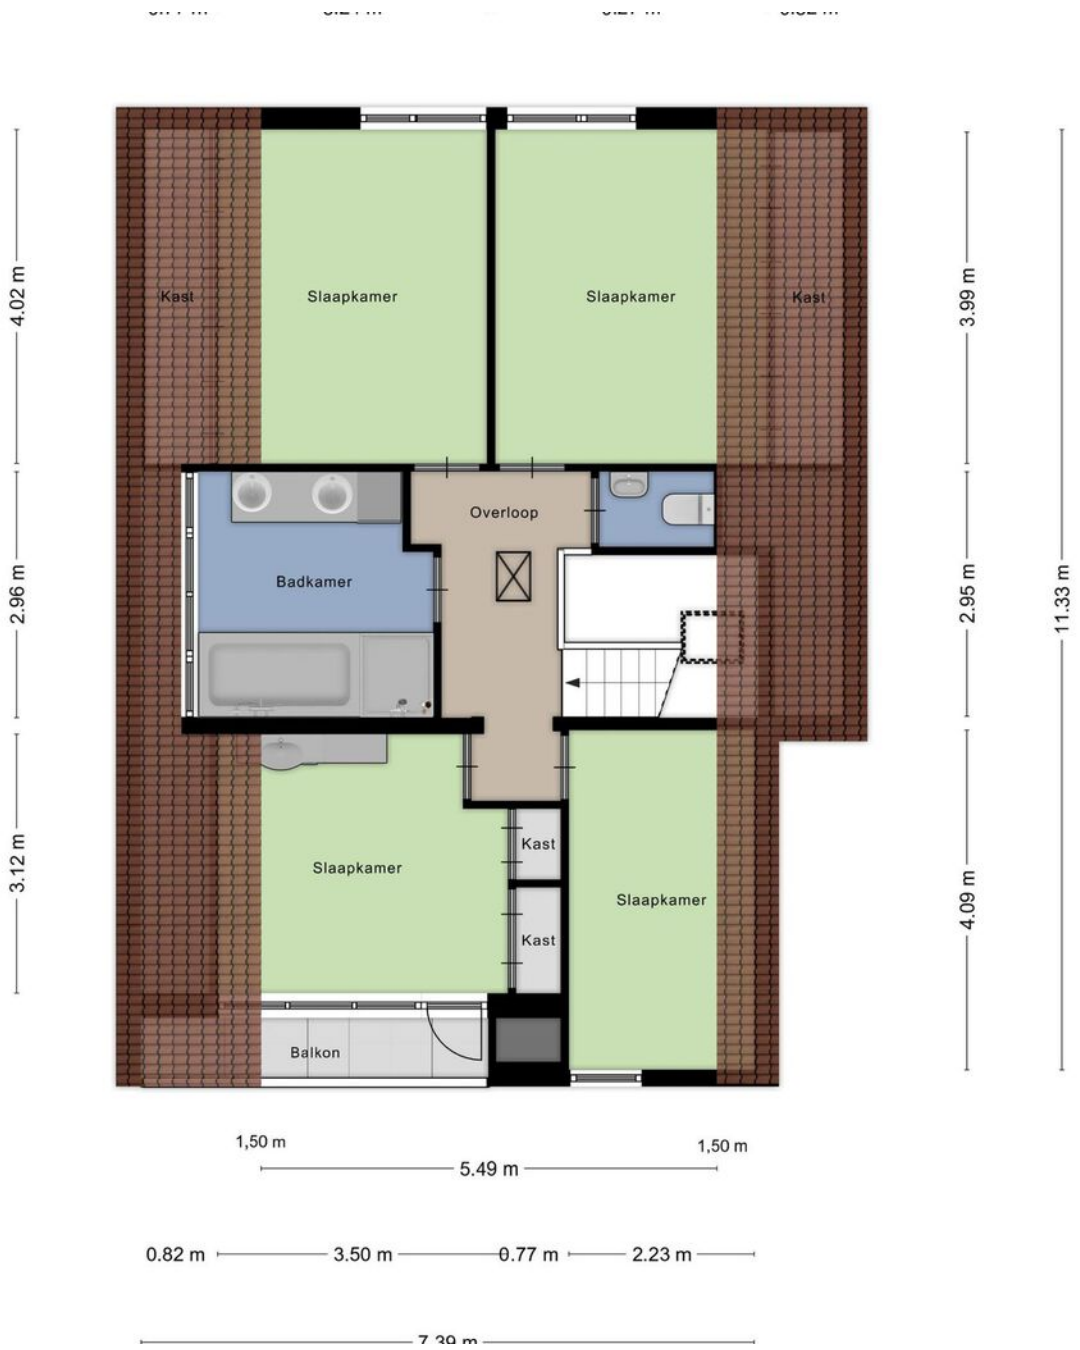 4.02 m
3.99 m
Kast
Slaapkamer
Slaapkamer
Kast
Overloop
Badkamer
2.96 m
2.95 m
11.33 m
Slaapkamer
Kast
Slaapkamer
Kast
3.12 m
4.09 m
Balkon
1,50 m
1,50 m
5.49 m
0.82 m
3.50 m
0.77 m
2.23 m
7.39 m